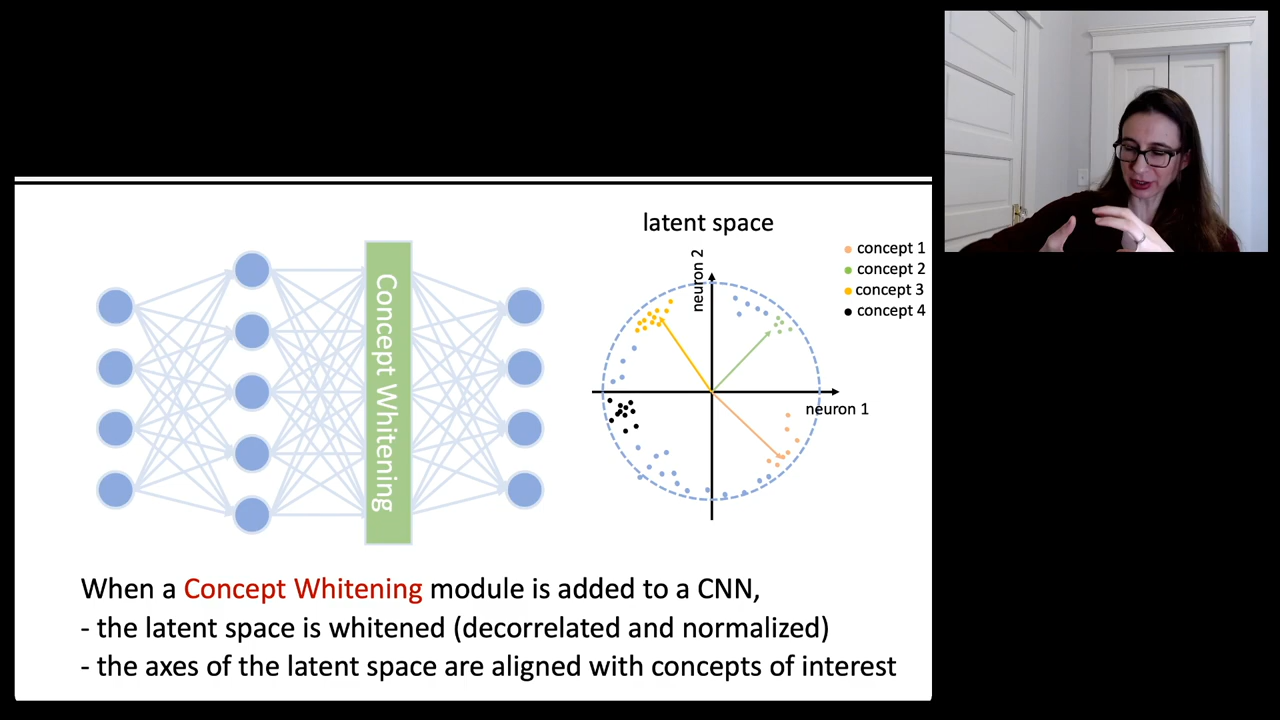 latent space
concept 1
concept 2
concept 3
concept 4
neuron 2
neuron 1
Concept Whitening
When a Concept Whitening module is added to a CNN,
- the latent space is whitened (decorrelated and normalized)
- the axes of the latent space are aligned with concepts of interest